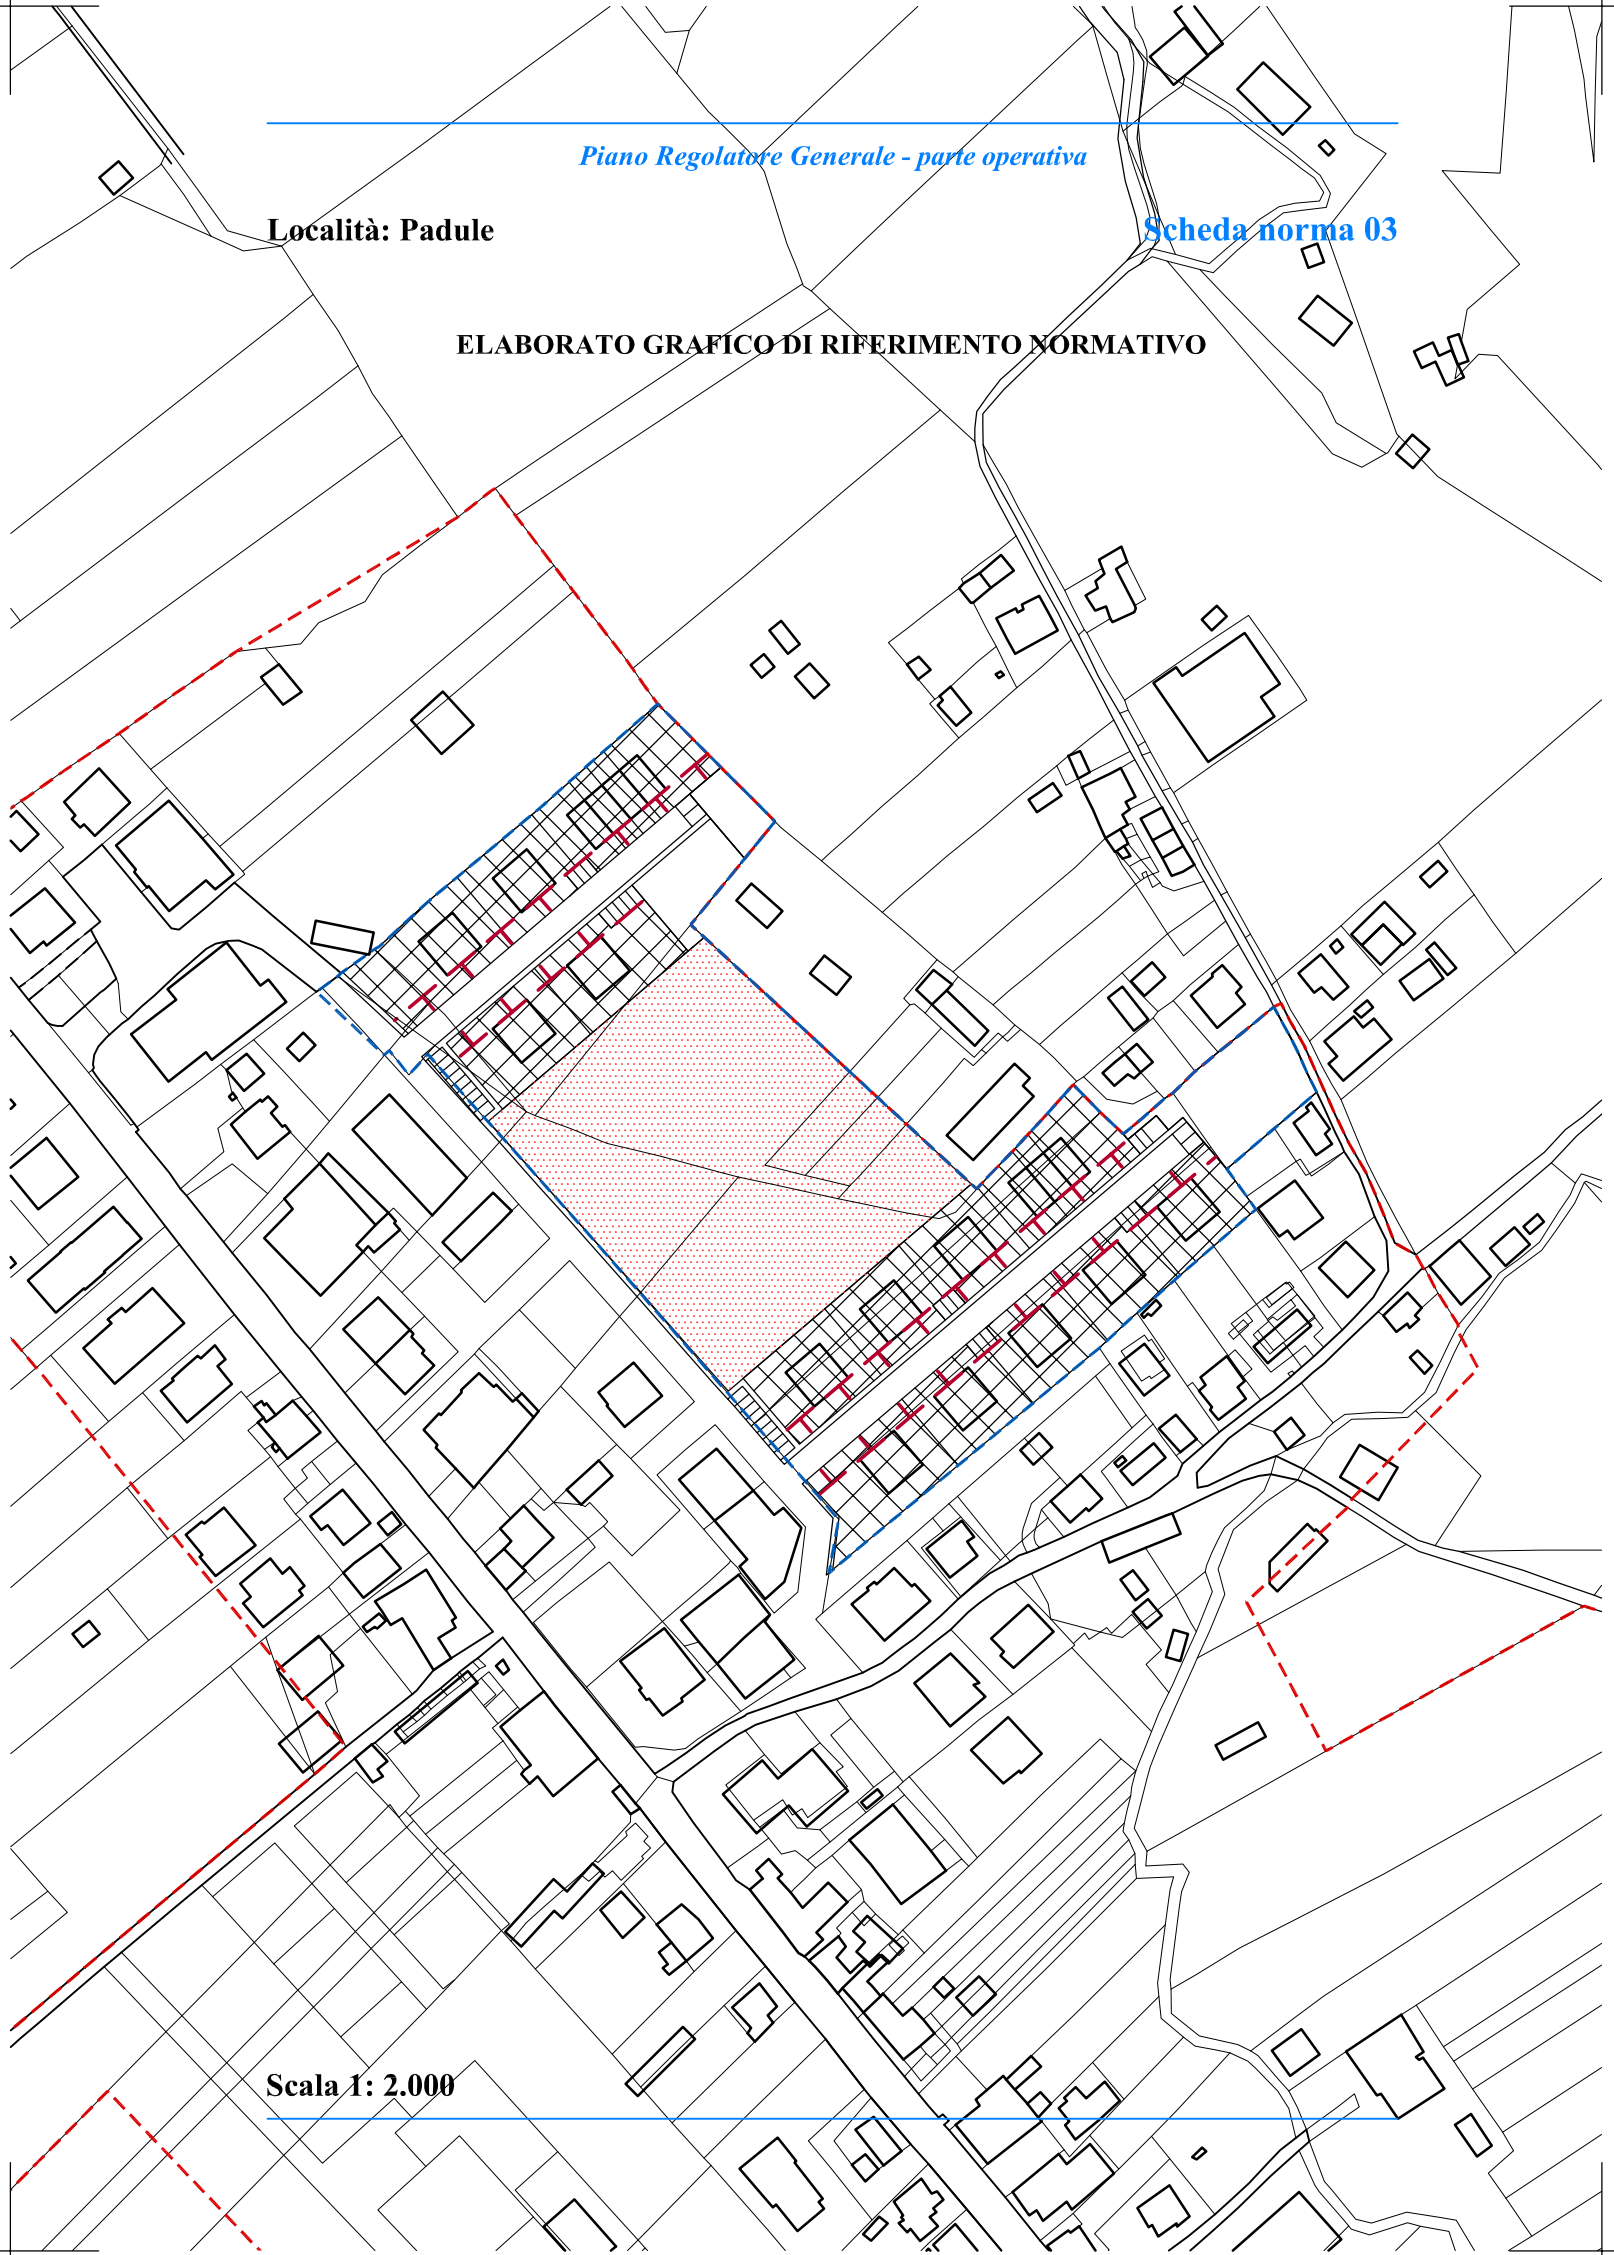 Piano Regolatore Generale - parte operativa
Località: Padule
Scheda norma 03
ELABORATO GRAFICO DI RIFERIMENTO NORMATIVO
Scala 1: 2.000